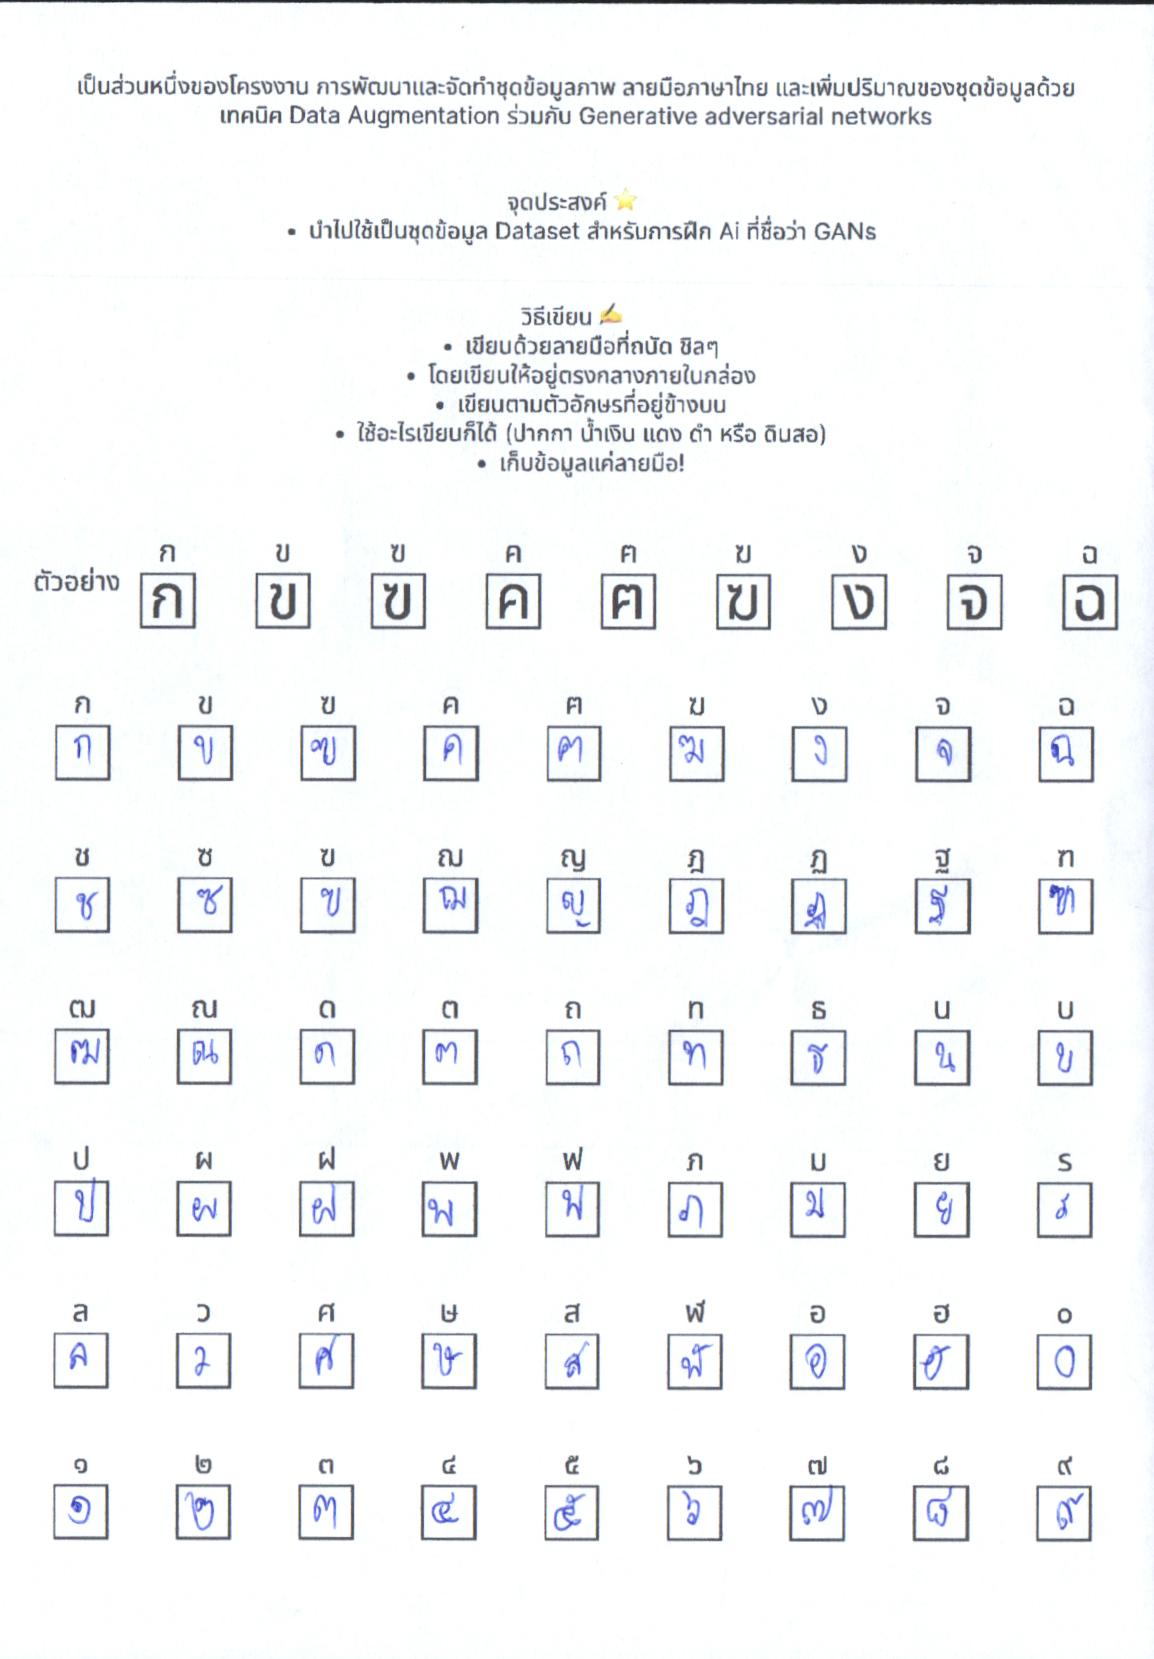 เป็นส่วนหนึ่งของโครงงาน การพัฒนาและจัดทำชุดข้อมูลภาพ ลายมือภาษาไทย และเพิ่มปริมาณของชุดข้อมูลด้วย
เทคนิค Data Augmentation ร่วมกับ Generative adversarial networks
จุดประสงค์ ⭐
• นำไปใช้เป็นชุดข้อมูล Dataset สำหรับการฝึก Ai ที่ชื่อว่า GANs
วิธีเขียน ✍️
• เขียนด้วยลายมือที่ถนัด ชิลๆ
• โดยเขียนให้อยู่ตรงกลางภายในกล่อง
• เขียนตามตัวอักษรที่อยู่ข้างบน
• ใช้อะไรเขียนก็ได้ (ปากกา น้ำเงิน แดง ดำ หรือ ดินสอ)
• เก็บข้อมูลแค่ลายมือ!
ก ข ฃ ค ฅ ฆ ง จ ฉ
ตัวอย่าง ก ข ฃ ค ฅ ฆ ง จ ฉ
ก ข ฃ ค ฅ ฆ ง จ ฉ
ก ข ฃ ค ฅ ฆ ง จ ฉ
ช ซ ฃ ฌ ญ ฎ ฏ ฐ ฑ
ช ซ ฃ ฌ ญ ฎ ฏ ฐ ฑ
ฒ ณ ด ต ถ ท ธ น บ
ฒ ณ ด ต ถ ท ธ น บ
ป ผ ฝ พ ฟ ภ ม ย ร
ป ผ ฝ พ ฟ ภ ม ย ร
ล ว ศ ษ ส ฬ อ ฮ ๐
ล ว ศ ษ ส ฬ อ ฮ ๐
๑ ๒ ๓ ๔ ๕ ๖ ๗ ๘ ๙
๑ ๒ ๓ ๔ ๕ ๖ ๗ ๘ ๙